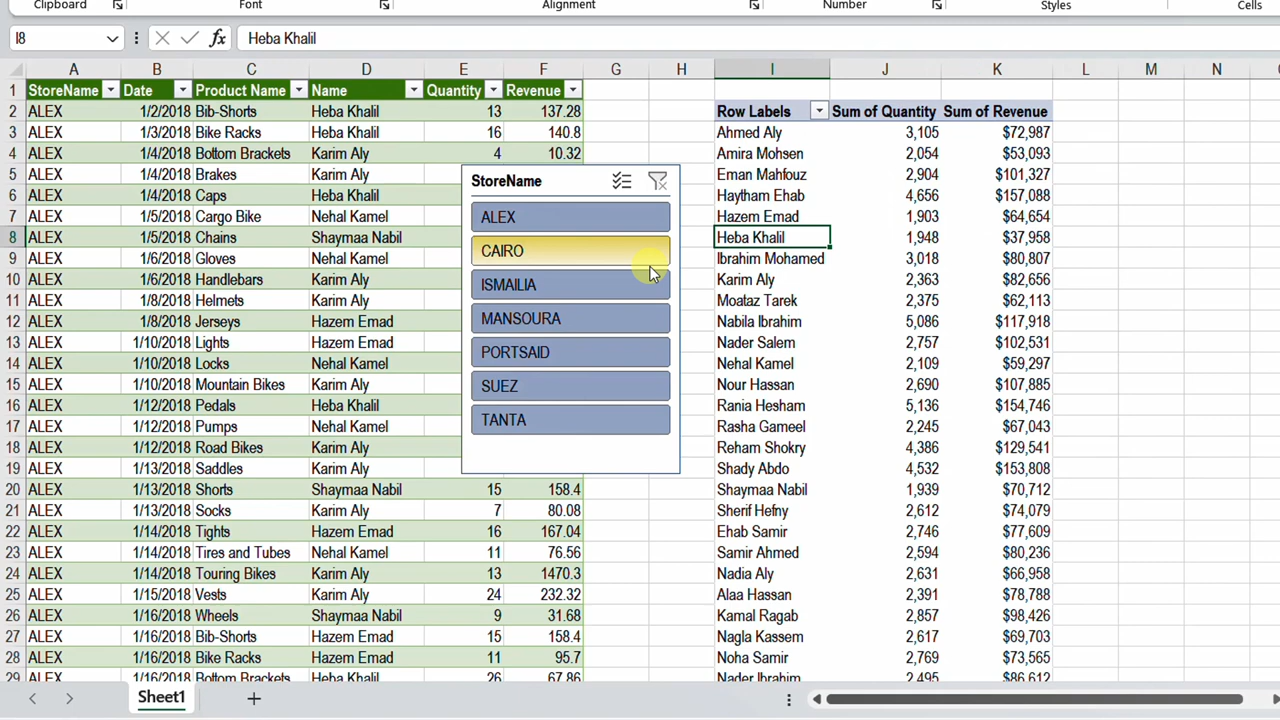 Clipboard Font Alignment Number Styles Cells
I8 fx Heba Khalil
A B C D E F G H I J K L M N
1 StoreName Date Product Name Name Quantity Revenue
2 ALEX 1/2/2018 Bib-Shorts Heba Khalil 13 137.28 Row Labels Sum of Quantity Sum of Revenue
3 ALEX 1/3/2018 Bike Racks Heba Khalil 16 140.8 Ahmed Aly 3,105 $72,987
4 ALEX 1/4/2018 Bottom Brackets Karim Aly 4 10.32 Amira Mohsen 2,054 $53,093
5 ALEX 1/4/2018 Brakes Karim Aly StoreName Eman Mahfouz 2,904 $101,327
6 ALEX 1/4/2018 Caps Heba Khalil Haytham Ehab 4,656 $157,088
7 ALEX 1/5/2018 Cargo Bike Nehal Kamel ALEX Hazem Emad 1,903 $64,654
8 ALEX 1/5/2018 Chains Shaymaa Nabil CAIRO Heba Khalil 1,948 $37,958
9 ALEX 1/6/2018 Gloves Nehal Kamel Ibrahim Mohamed 3,018 $80,807
10 ALEX 1/6/2018 Handlebars Karim Aly ISMAILIA Karim Aly 2,363 $82,656
11 ALEX 1/8/2018 Helmets Karim Aly Moataz Tarek 2,375 $62,113
12 ALEX 1/8/2018 Jerseys Hazem Emad MANSOURA Nabila Ibrahim 5,086 $117,918
13 ALEX 1/10/2018 Lights Hazem Emad PORTSAID Nader Salem 2,757 $102,531
14 ALEX 1/10/2018 Locks Nehal Kamel Nehal Kamel 2,109 $59,297
15 ALEX 1/10/2018 Mountain Bikes Karim Aly SUEZ Nour Hassan 2,690 $107,885
16 ALEX 1/12/2018 Pedals Heba Khalil Rania Hesham 5,136 $154,746
17 ALEX 1/12/2018 Pumps Nehal Kamel TANTA Rasha Gameel 2,245 $67,043
18 ALEX 1/12/2018 Road Bikes Karim Aly Reham Shokry 4,386 $129,541
19 ALEX 1/13/2018 Saddles Karim Aly Shady Abdo 4,532 $153,808
20 ALEX 1/13/2018 Shorts Shaymaa Nabil 15 158.4 Shaymaa Nabil 1,939 $70,712
21 ALEX 1/13/2018 Socks Karim Aly 7 80.08 Sherif Hefny 2,612 $74,079
22 ALEX 1/14/2018 Tights Hazem Emad 16 167.04 Ehab Samir 2,746 $77,609
23 ALEX 1/14/2018 Tires and Tubes Nehal Kamel 11 76.56 Samir Ahmed 2,594 $80,236
24 ALEX 1/14/2018 Touring Bikes Karim Aly 13 1470.3 Nadia Aly 2,631 $66,958
25 ALEX 1/15/2018 Vests Karim Aly 24 232.32 Alaa Hassan 2,391 $78,788
26 ALEX 1/16/2018 Wheels Shaymaa Nabil 9 31.68 Kamal Ragab 2,857 $98,426
27 ALEX 1/16/2018 Bib-Shorts Hazem Emad 15 158.4 Nagla Kassem 2,617 $69,703
28 ALEX 1/16/2018 Bike Racks Hazem Emad 11 95.7 Noha Samir 2,769 $73,565
29 ALEX 1/16/2018 Bottom Brackets Heba Khalil 26 67.86 Nader Ibrahim 2,495 $86,612
Sheet1